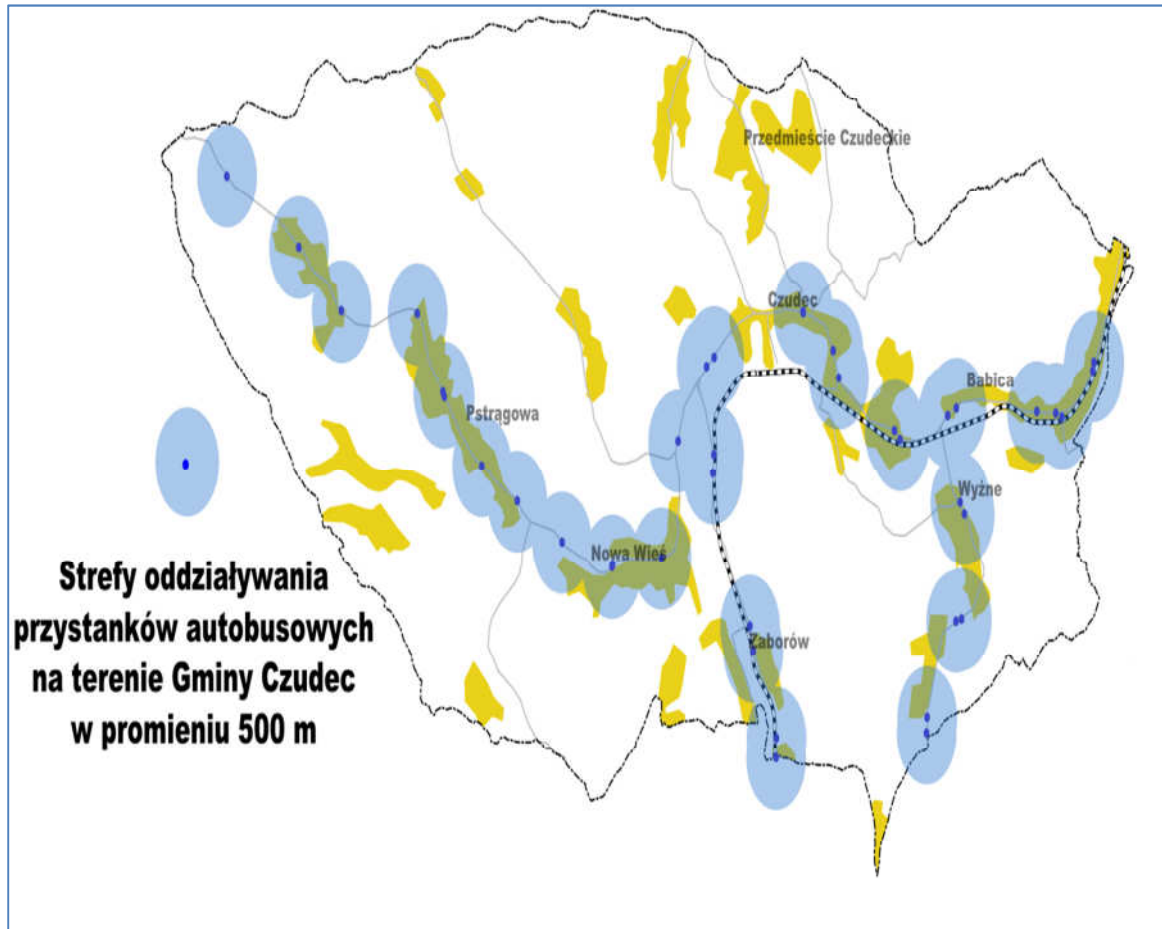 Przedmieście Czudeckie
Czudec
Babica
Pstrągowa
Wyżne
Nowa Wieś
Zaborów
Strefy oddziaływania
przystanków autobusowych
na terenie Gminy Czudec
w promieniu 500 m